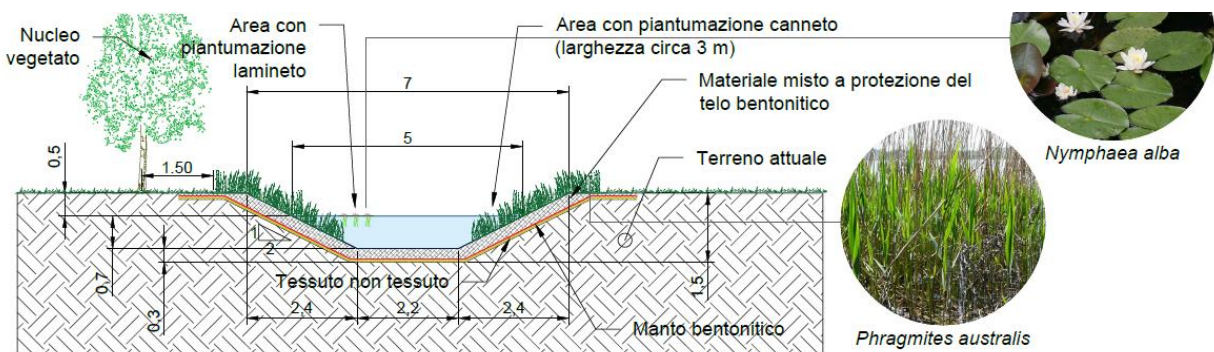 Nucleo
vegetato
Area con
piantumazione
lamineto
Area con piantumazione canneto
(larghezza circa 3 m)
Materiale misto a protezione del
telo bentonitico
Nymphaea alba
7
5
0,5
1.50
Terreno attuale
1
2
0,7
0,3
Tessuto non tessuto
1,5
2,4
2,2
2,4
Manto bentonitico
Phragmites australis